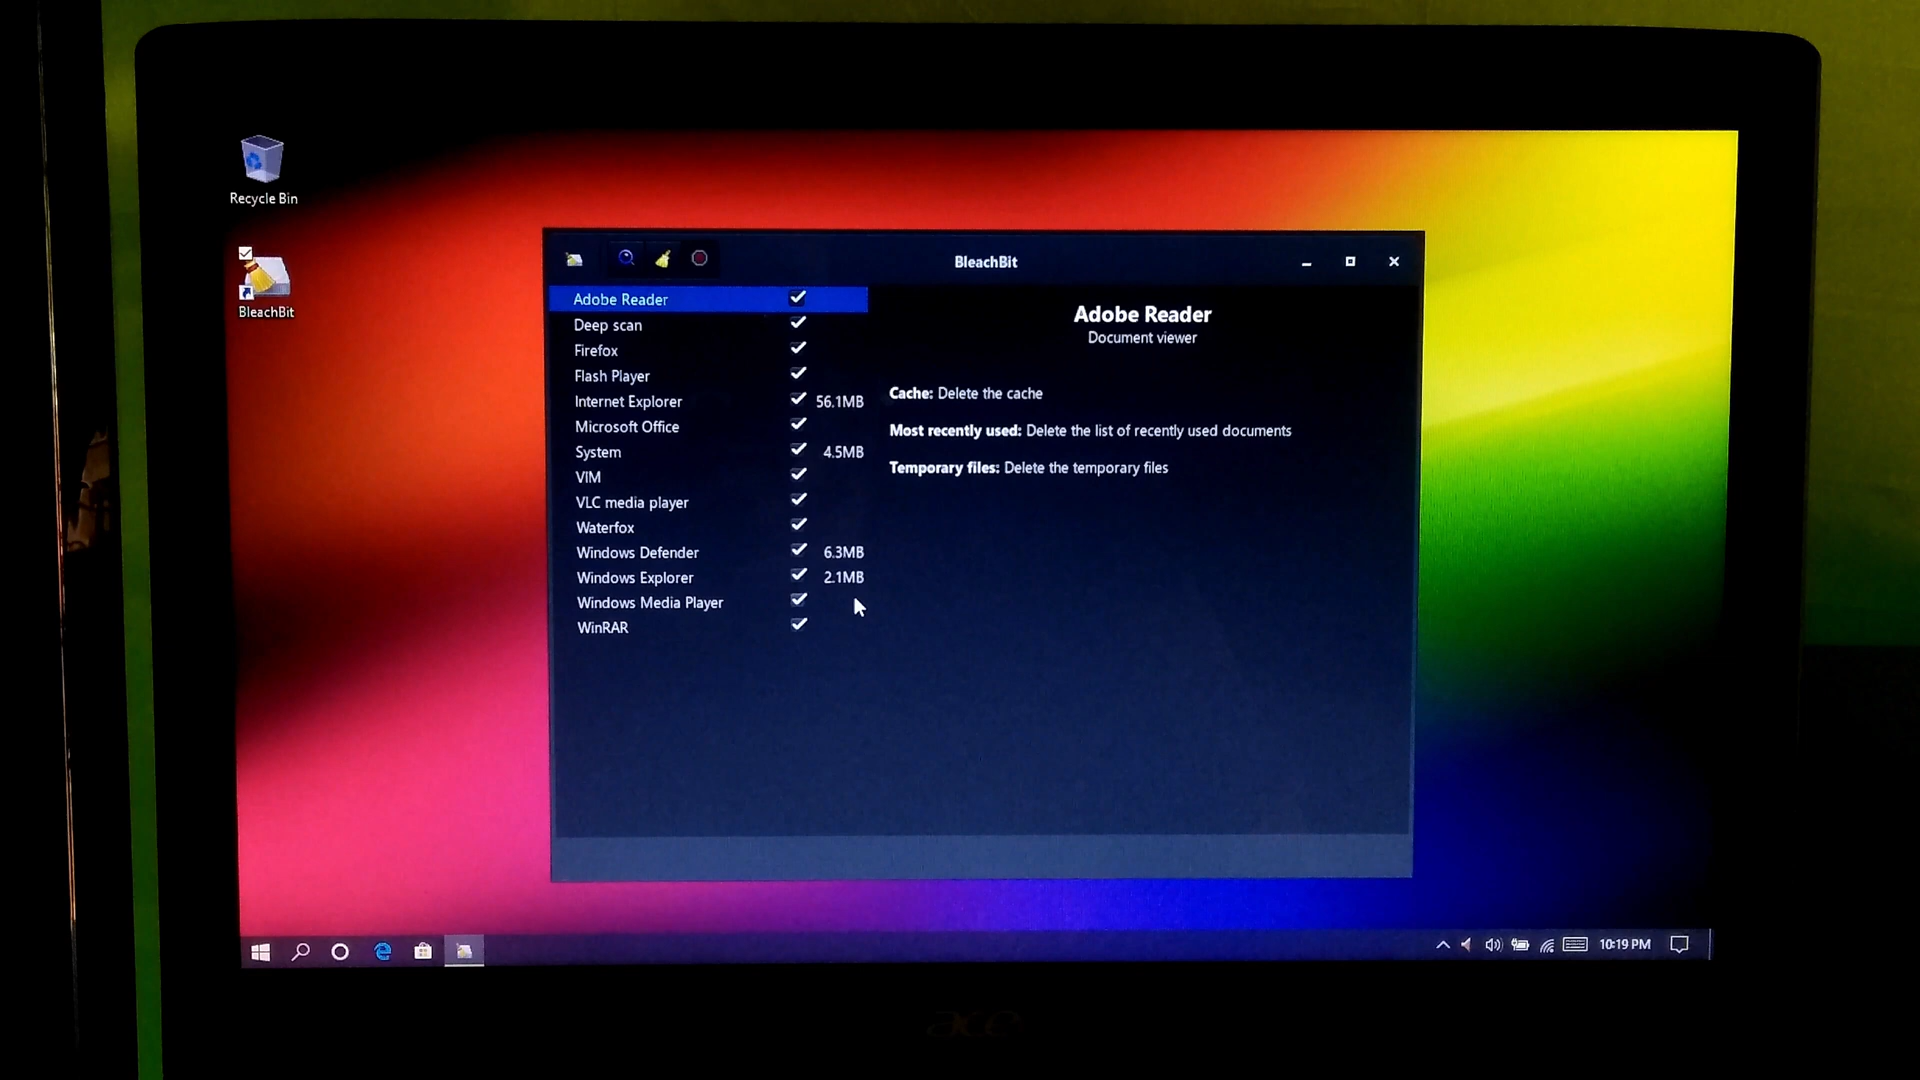 Recycle Bin
BleachBit
BleachBit
Adobe Reader
Deep scan
Firefox
Flash Player
Internet Explorer 56.1MB
Microsoft Office
System 4.5MB
VIM
VLC media player
Waterfox
Windows Defender 6.3MB
Windows Explorer 2.1MB
Windows Media Player
WinRAR
Adobe Reader
Document viewer
Cache: Delete the cache
Most recently used: Delete the list of recently used documents
Temporary files: Delete the temporary files
10:19 PM
acer